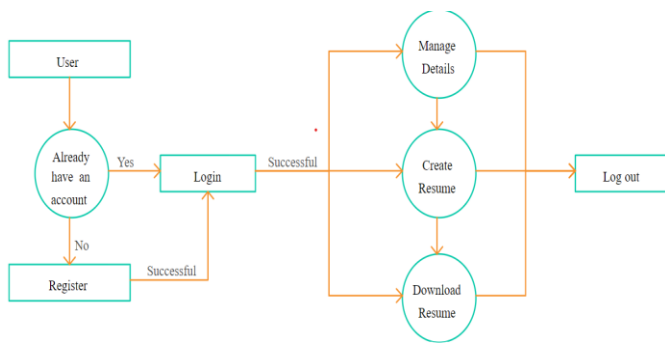 User
Already
have an
account
Yes
No
Register
Successful
Login
Successful
Manage
Details
Create
Resume
Download
Resume
Log out